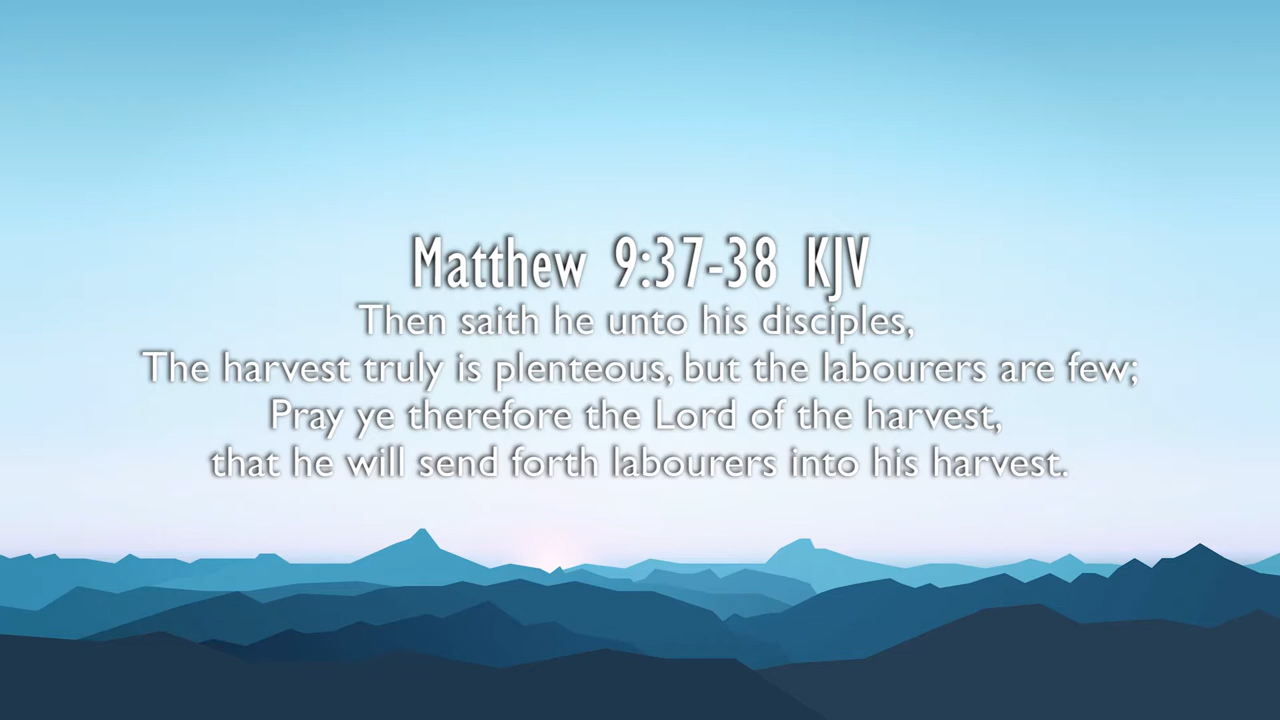 Matthew 9:37-38 KJV
Then saith he unto his disciples,
The harvest truly is plenteous, but the labourers are few;
Pray ye therefore the Lord of the harvest,
that he will send forth labourers into his harvest.